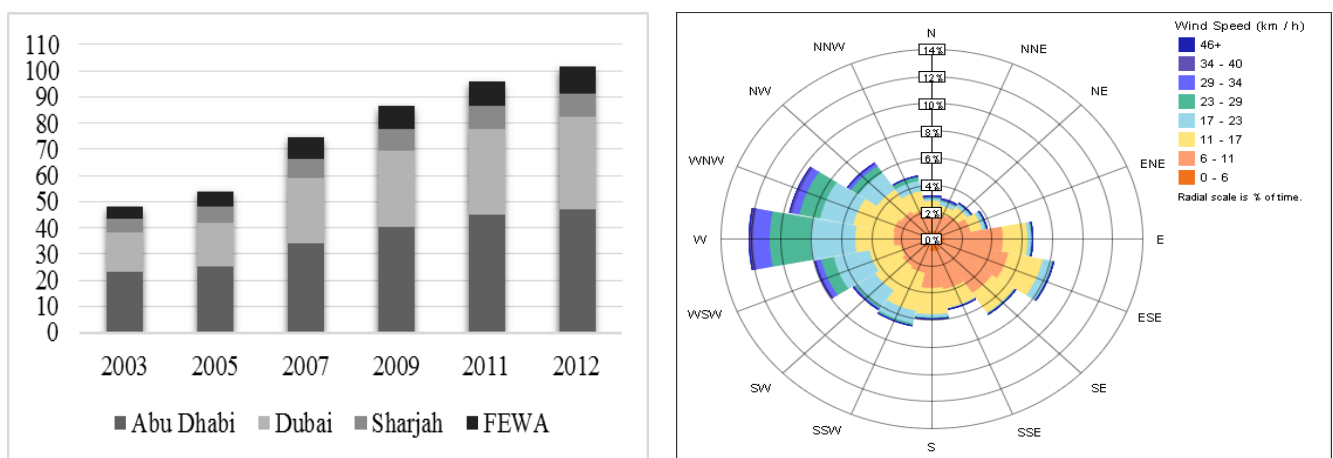 110
100
90
80
70
60
50
40
30
20
10
0
2003 2005 2007 2009 2011 2012
Abu Dhabi Dubai Sharjah FEWA
N
NNE
NE
ENE
E
ESE
SE
SSE
S
SSW
SW
WSW
W
WNW
NW
NNW
14%
12%
10%
8%
6%
4%
2%
0%
Wind Speed (km / h)
46+
34 - 40
29 - 34
23 - 29
17 - 23
11 - 17
6 - 11
0 - 6
Radial scale is % of time.